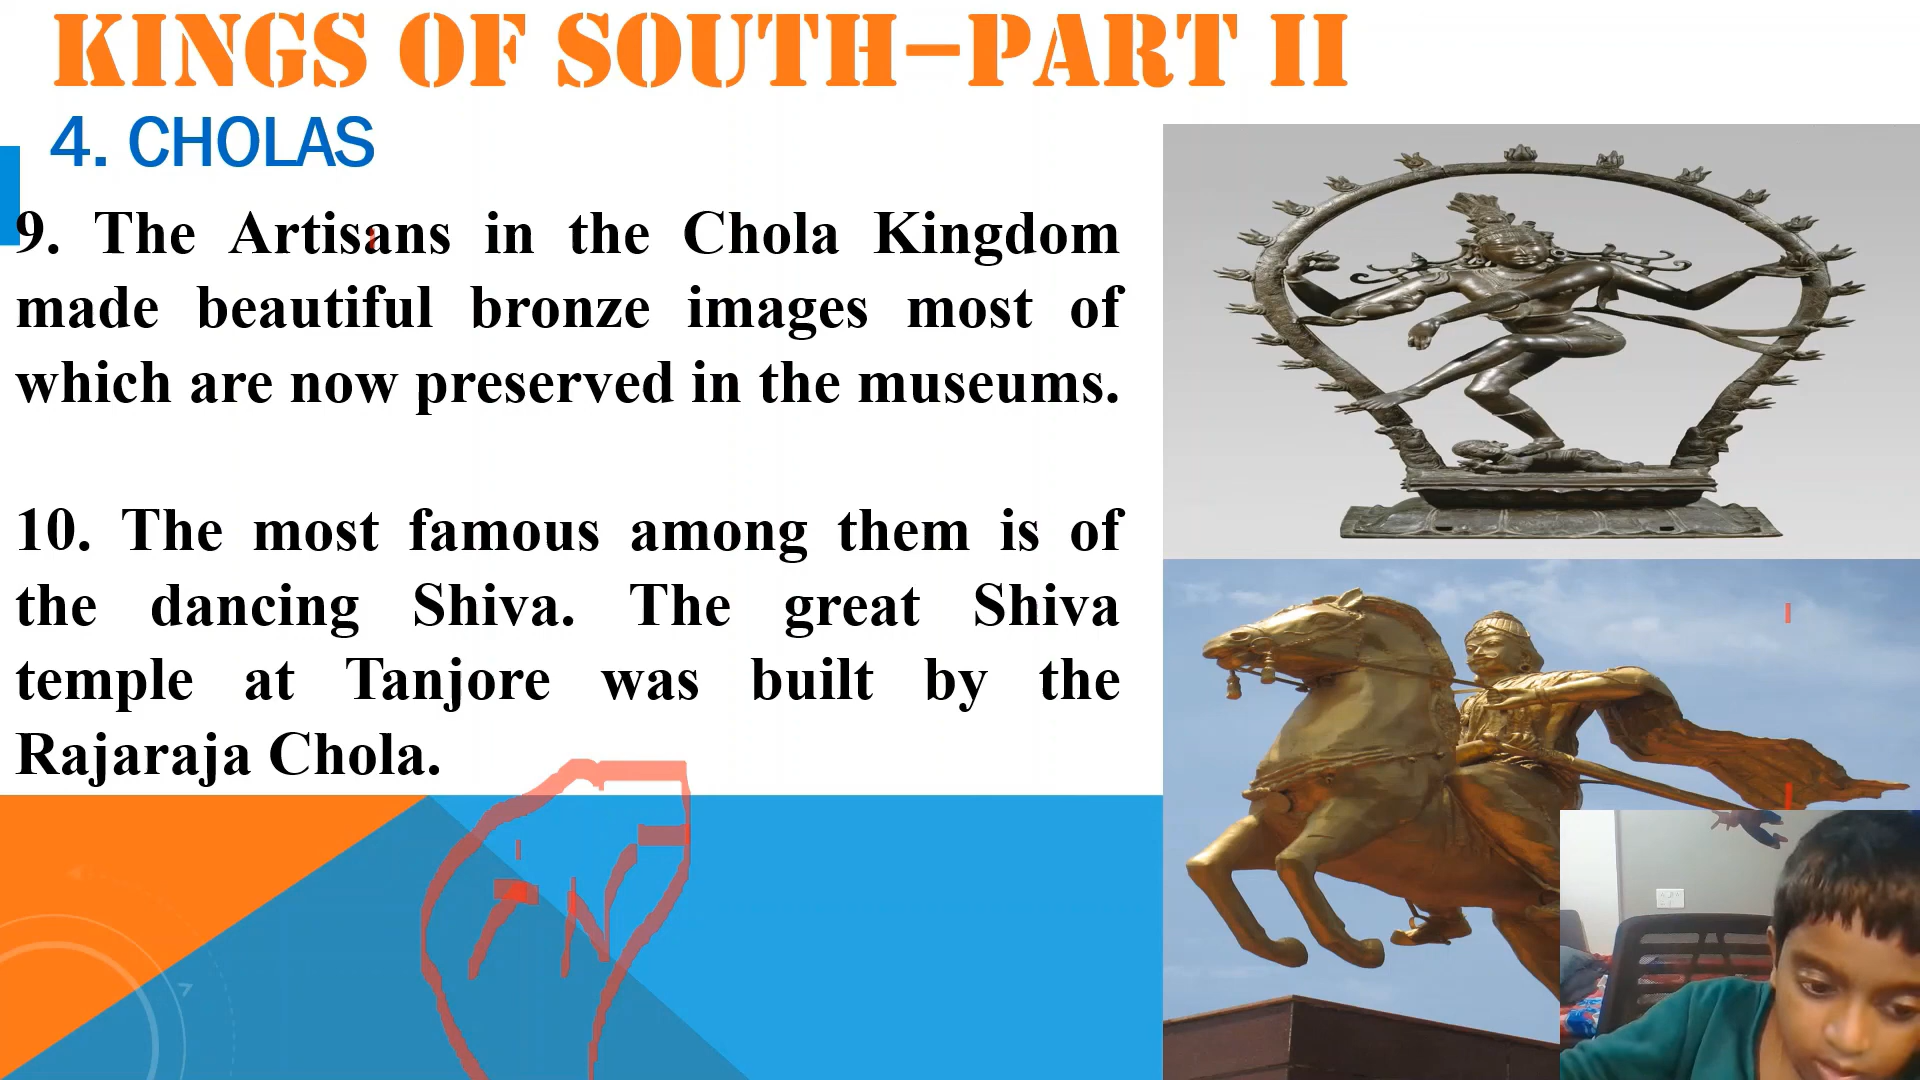 KINGS OF SOUTH–PART II
4. CHOLAS
9. The Artisans in the Chola Kingdom
made beautiful bronze images most of
which are now preserved in the museums.
10. The most famous among them is of
the dancing Shiva. The great Shiva
temple at Tanjore was built by the
Rajaraja Chola.
TN